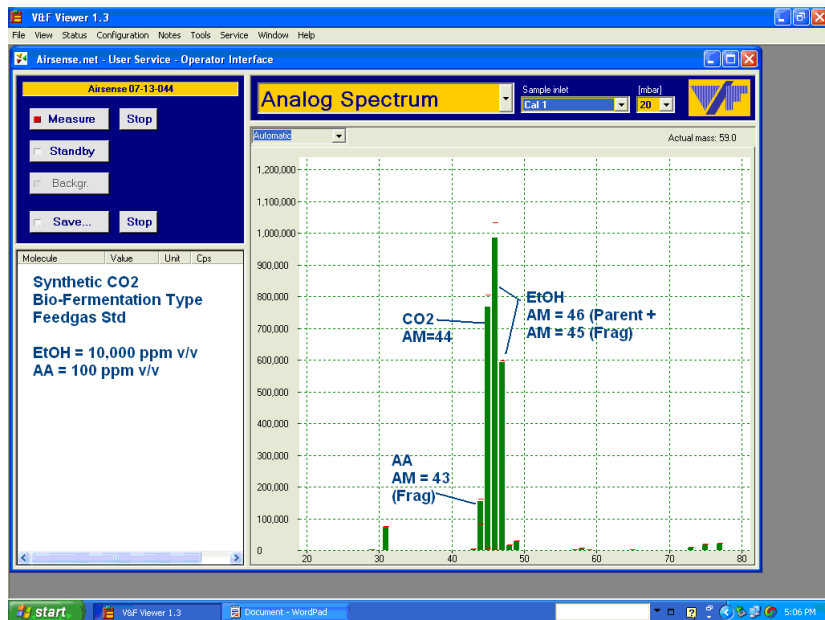 V&F Viewer 1.3
File View Status Configuration Notes Tools Service Window Help
Airsense.net - User Service - Operator Interface
Airsense 07-13-044
Measure Stop
Standby
Backgr.
Save... Stop
Analog Spectrum
Sample inlet [mbar]
Cal 1 20
Automatic
Actual mass: 59.0
Molecule Value Unit Cps
Synthetic CO2
Bio-Fermentation Type
Feedgas Std
EtOH = 10,000 ppm v/v
AA = 100 ppm v/v
1,200,000
1,100,000
1,000,000
900,000
800,000
700,000
600,000
500,000
400,000
300,000
200,000
100,000
0
CO2
AM=44
EtOH
AM = 46 (Parent +
AM = 45 (Frag)
AA
AM = 43
(Frag)
20 30 40 50 60 70 80
start V&F Viewer 1.3 Document - WordPad 5:06 PM